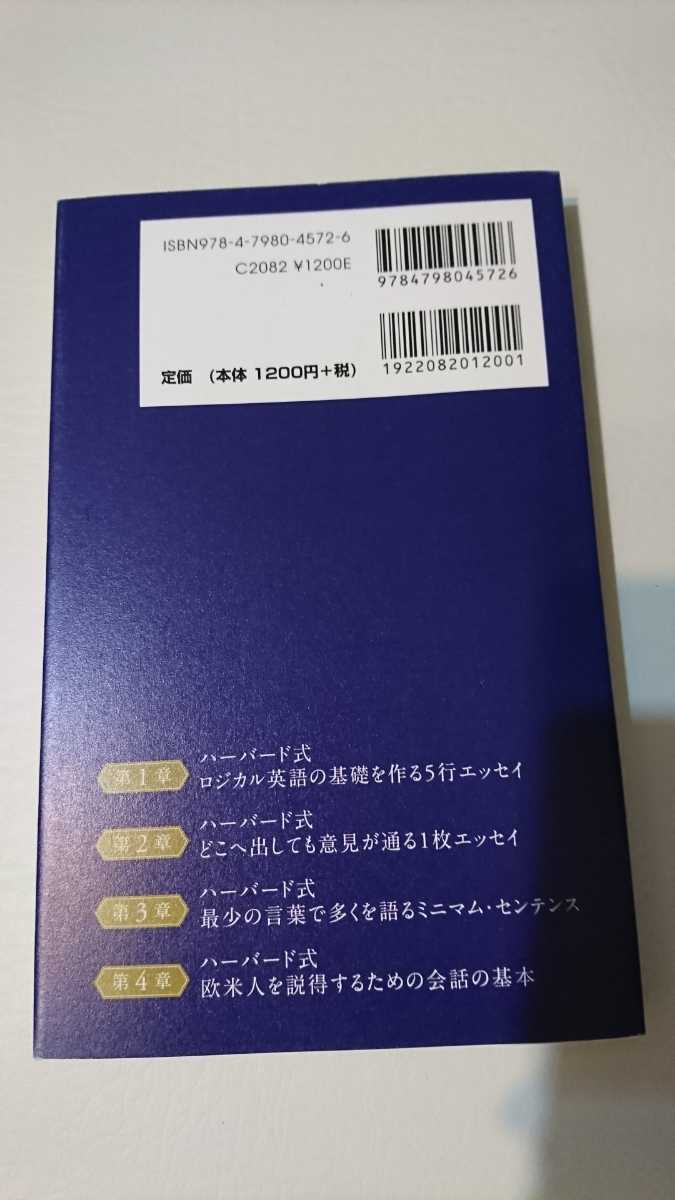 ISBN978-4-7980-4572-6
C2082 ¥1200E
定価 (本体 1200円+税)
9784798045726
1922082012001
第1章
ハーバード式
ロジカル英語の基礎を作る5行エッセイ
第2章
ハーバード式
どこへ出しても意見が通る1枚エッセイ
第3章
ハーバード式
最少の言葉で多くを語るミニマム・センテンス
第4章
ハーバード式
欧米人を説得するための会話の基本